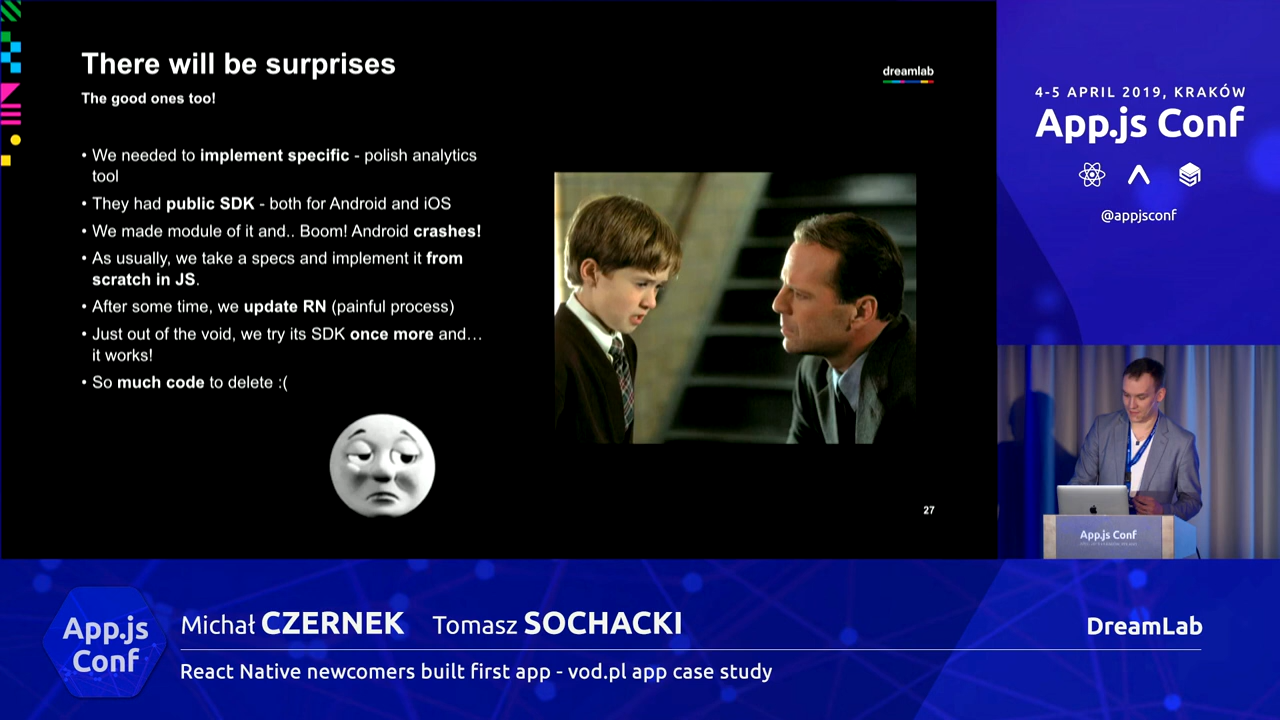 There will be surprises
The good ones too!
dreamlab
• We needed to implement specific - polish analytics
tool
• They had public SDK - both for Android and iOS
• We made module of it and.. Boom! Android crashes!
• As usually, we take a specs and implement it from
scratch in JS.
• After some time, we update RN (painful process)
• Just out of the void, we try its SDK once more and…
it works!
• So much code to delete :(
27
4-5 APRIL 2019, KRAKÓW
App.js Conf
@appjsconf
App.js Conf
App.js
Conf
Michał CZERNEK Tomasz SOCHACKI
DreamLab
React Native newcomers built first app - vod.pl app case study